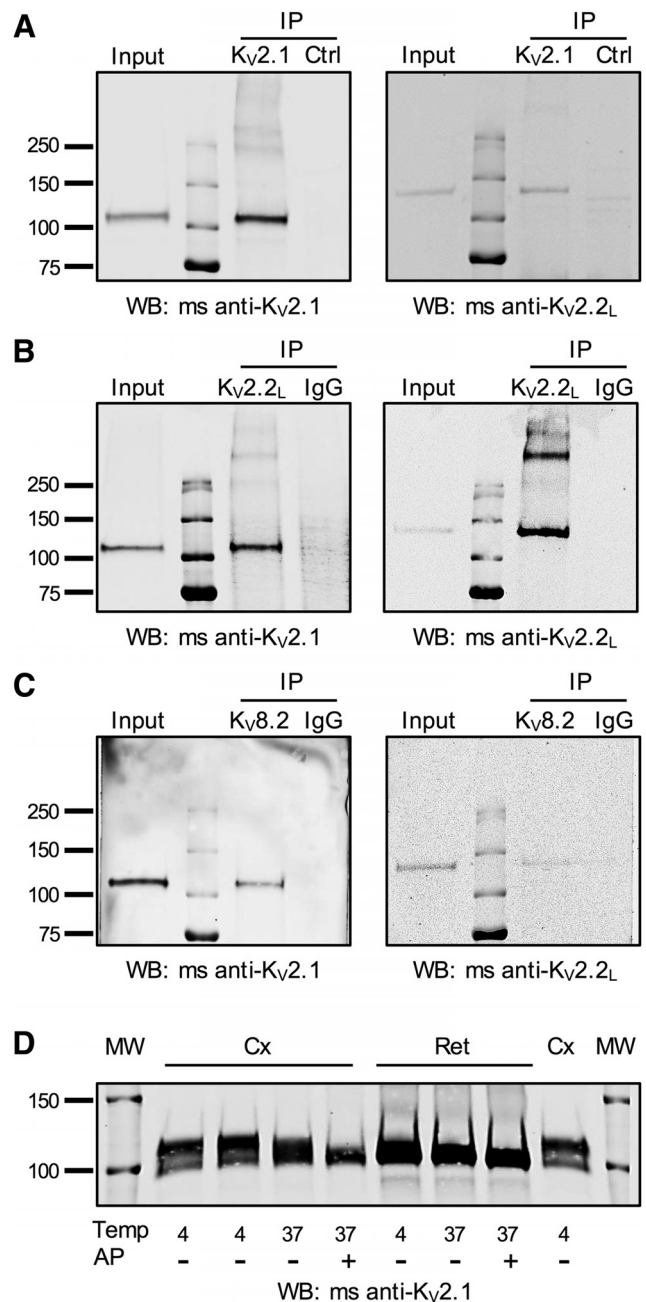 A
IP IP
Input KV2.1 Ctrl Input KV2.1 Ctrl
250
150
100
75
WB: ms anti-KV2.1 WB: ms anti-KV2.2L
B
IP IP
Input KV2.2L IgG Input KV2.2L IgG
250
150
100
75
WB: ms anti-KV2.1 WB: ms anti-KV2.2L
C
IP IP
Input KV8.2 IgG Input KV8.2 IgG
250
150
100
75
WB: ms anti-KV2.1 WB: ms anti-KV2.2L
D
MW Cx Ret Cx MW
150
100
Temp 4 4 37 37 4 37 37 4
AP - - - + - - + -
WB: ms anti-KV2.1